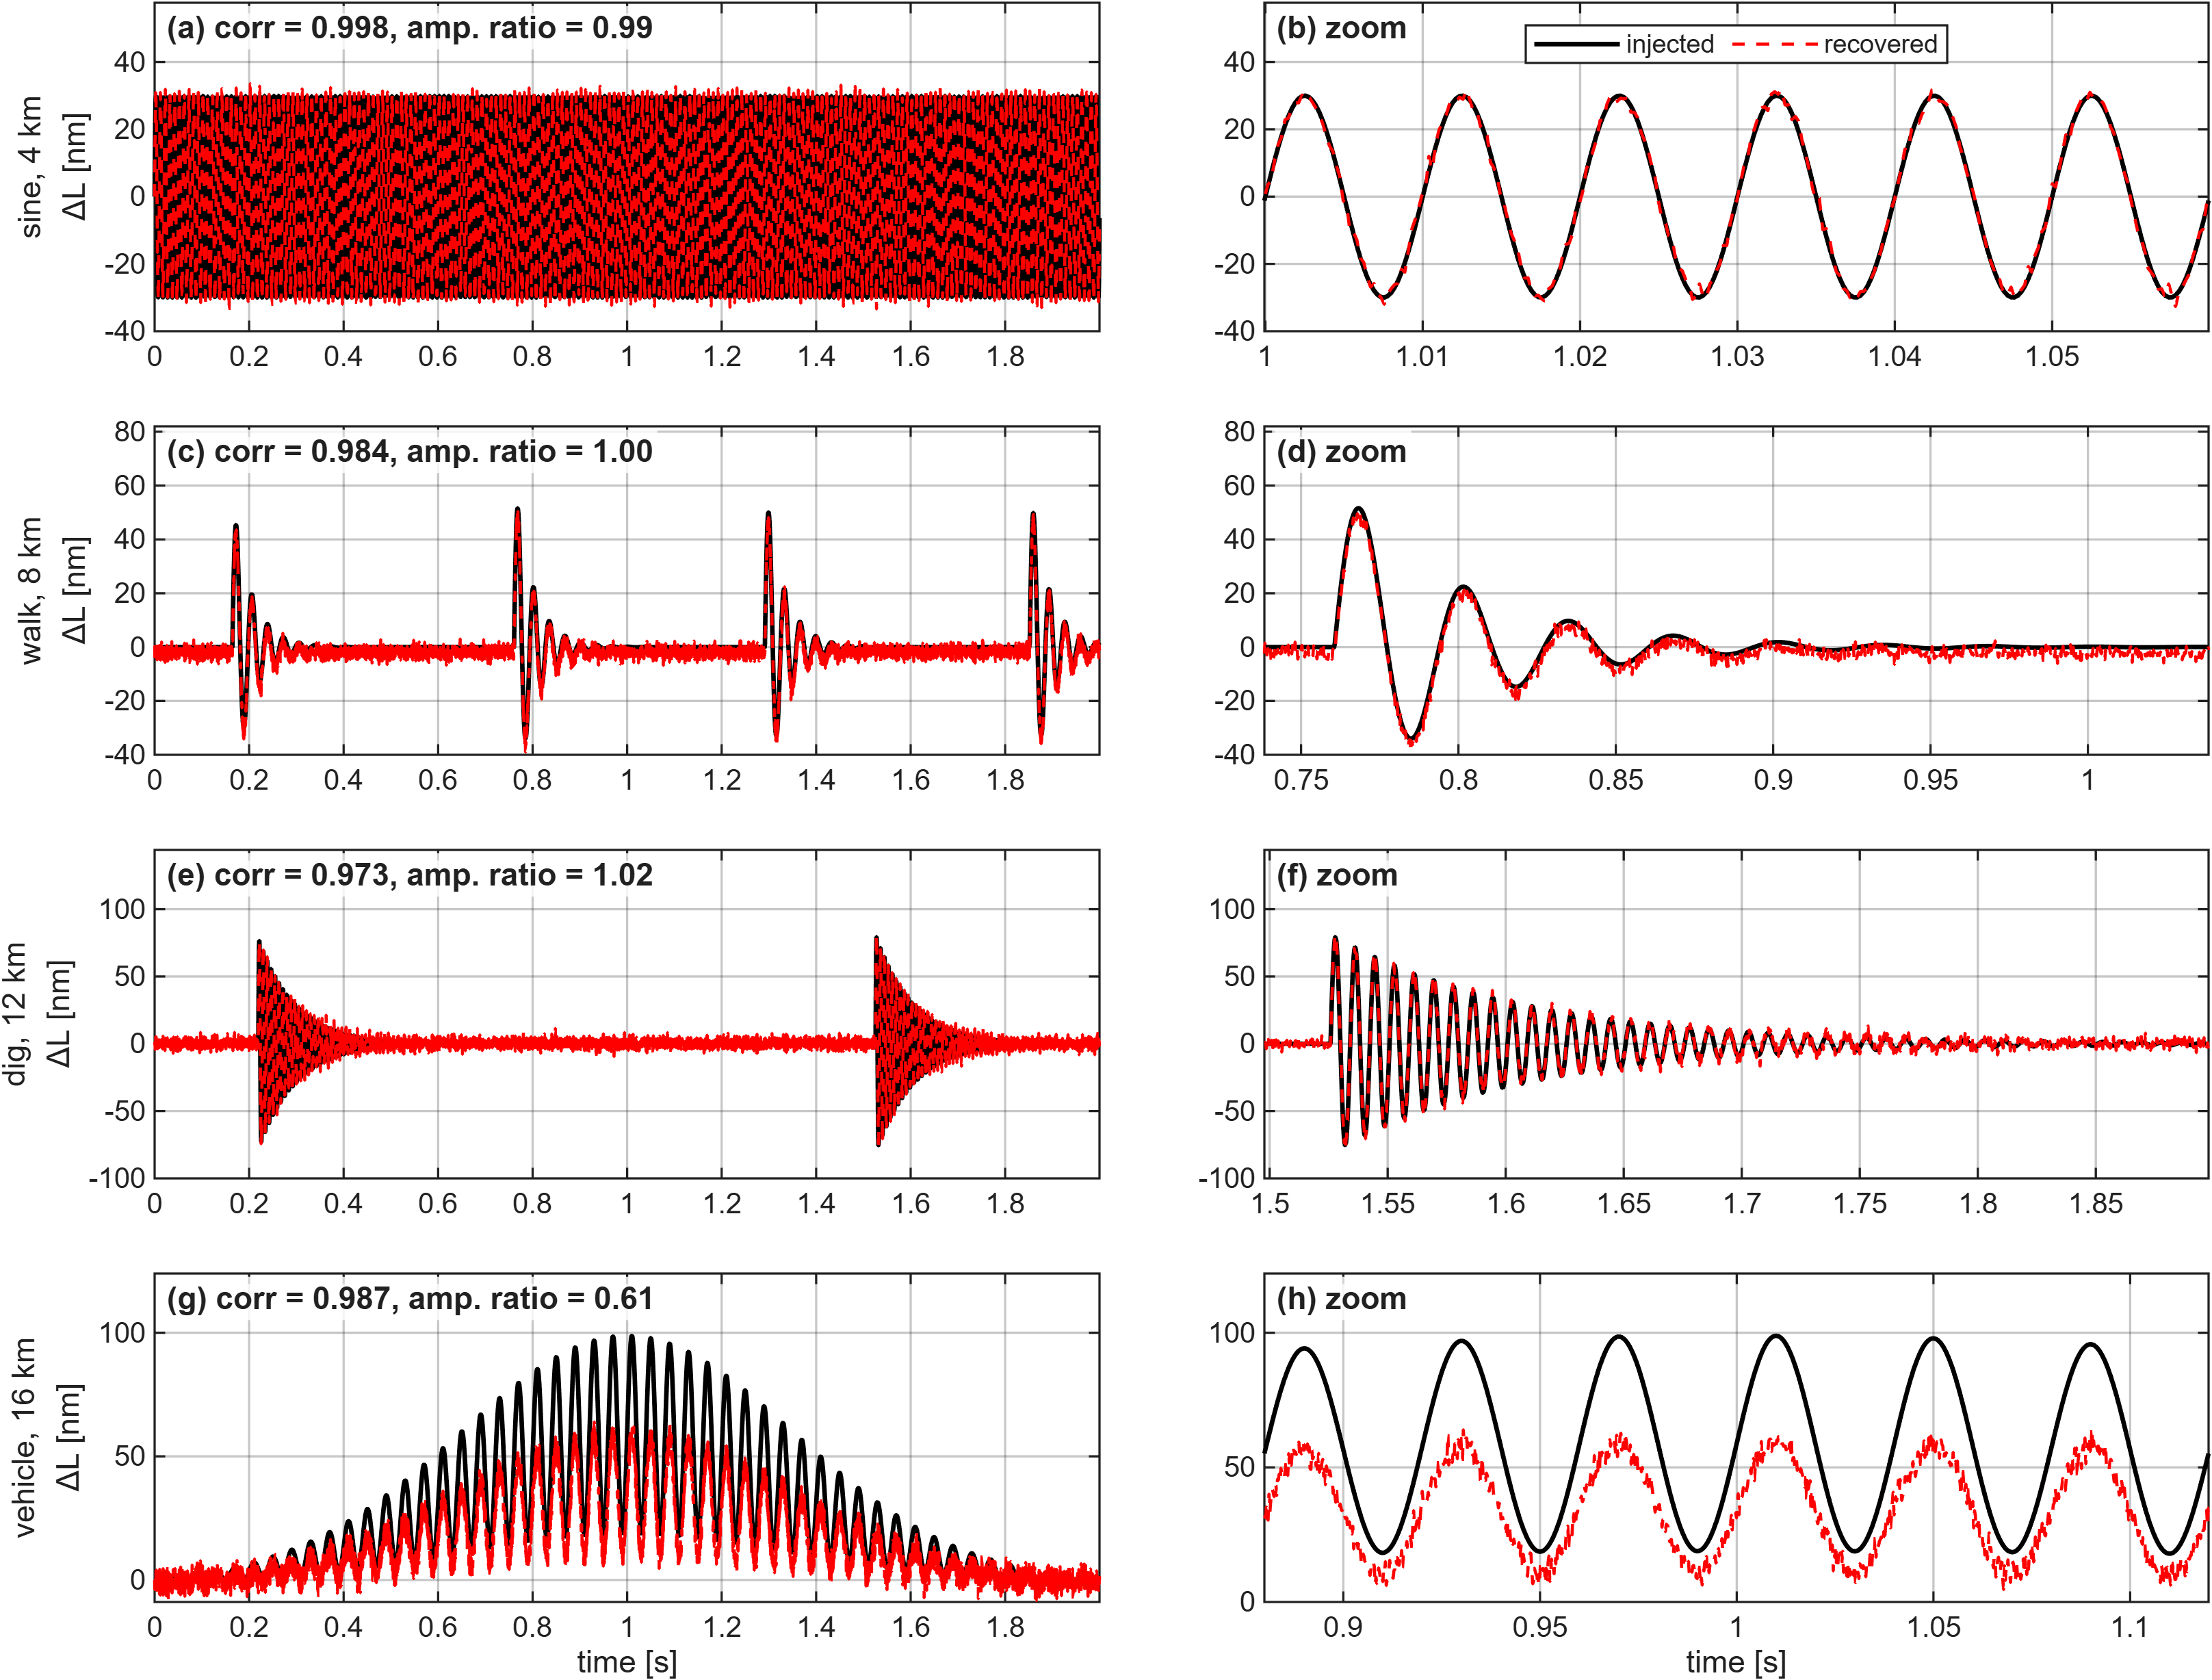 (a) corr = 0.998, amp. ratio = 0.99
sine, 4 km
ΔL [nm]
40
20
0
-20
-40
0 0.2 0.4 0.6 0.8 1 1.2 1.4 1.6 1.8
(b) zoom
injected recovered
40
20
0
-20
-40
1 1.01 1.02 1.03 1.04 1.05
(c) corr = 0.984, amp. ratio = 1.00
walk, 8 km
ΔL [nm]
80
60
40
20
0
-20
-40
0 0.2 0.4 0.6 0.8 1 1.2 1.4 1.6 1.8
(d) zoom
80
60
40
20
0
-20
-40
0.75 0.8 0.85 0.9 0.95 1
(e) corr = 0.973, amp. ratio = 1.02
dig, 12 km
ΔL [nm]
100
50
0
-50
-100
0 0.2 0.4 0.6 0.8 1 1.2 1.4 1.6 1.8
(f) zoom
100
50
0
-50
-100
1.5 1.55 1.6 1.65 1.7 1.75 1.8 1.85
(g) corr = 0.987, amp. ratio = 0.61
vehicle, 16 km
ΔL [nm]
100
50
0
0 0.2 0.4 0.6 0.8 1 1.2 1.4 1.6 1.8
time [s]
(h) zoom
100
50
0
0.9 0.95 1 1.05 1.1
time [s]